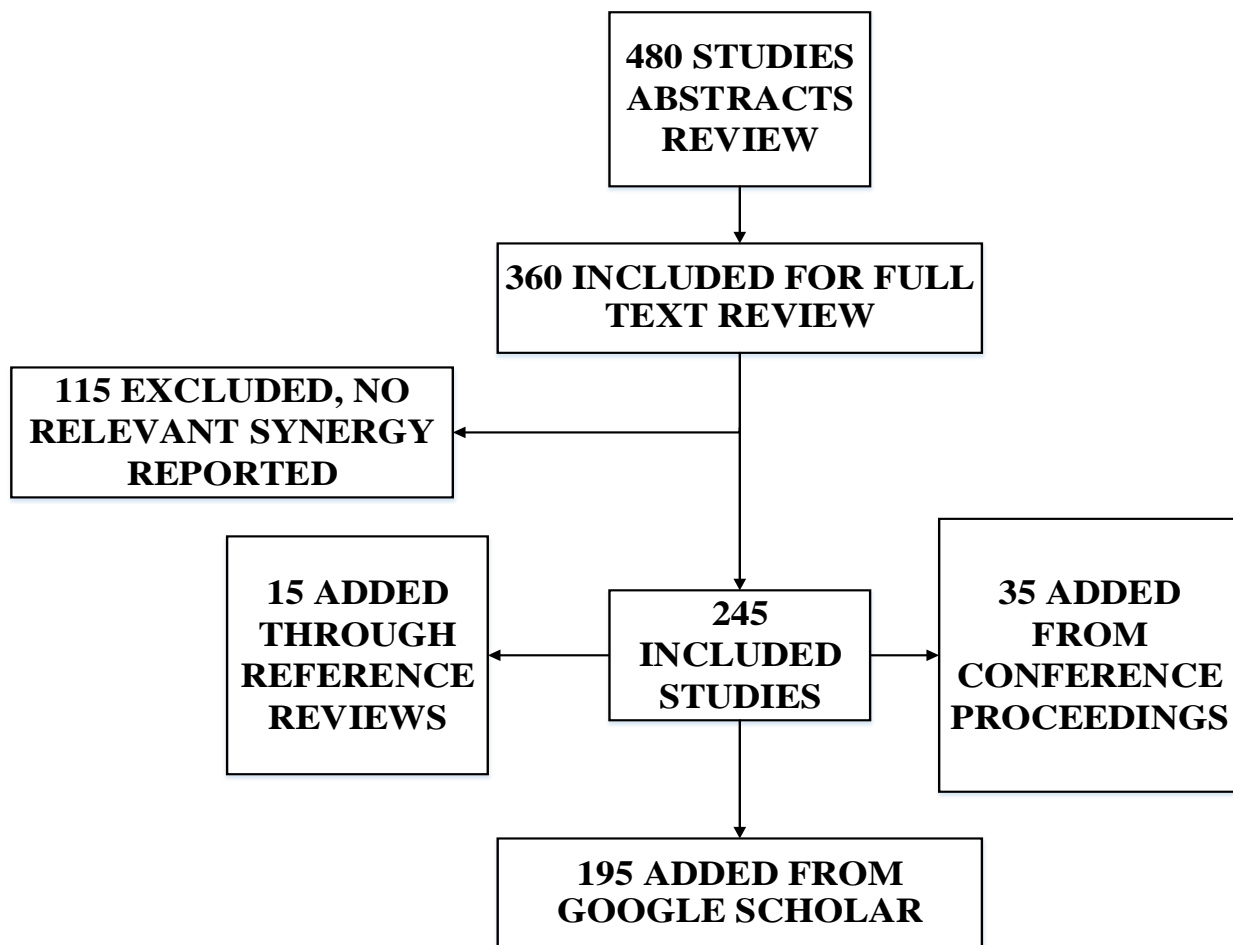 480 STUDIES
ABSTRACTS
REVIEW
360 INCLUDED FOR FULL
TEXT REVIEW
115 EXCLUDED, NO
RELEVANT SYNERGY
REPORTED
15 ADDED
THROUGH
REFERENCE
REVIEWS
245
INCLUDED
STUDIES
35 ADDED
FROM
CONFERENCE
PROCEEDINGS
195 ADDED FROM
GOOGLE SCHOLAR